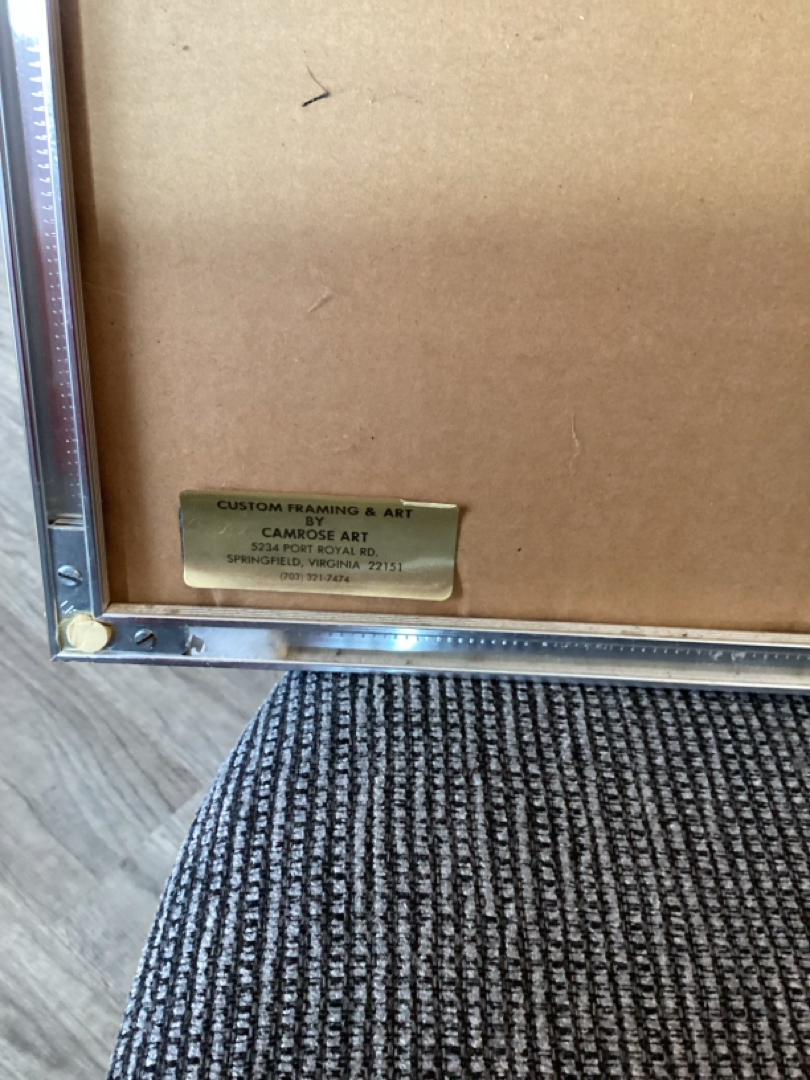 CUSTOM FRAMING & ART
BY
CAMROSE ART
5234 PORT ROYAL RD.
SPRINGFIELD, VIRGINIA 22151
(703) 321-7474